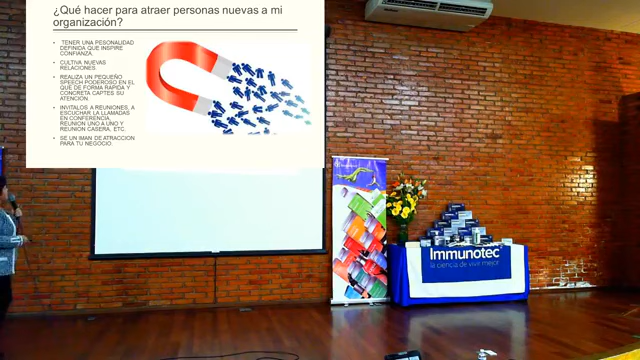 ¿Qué hacer para atraer personas nuevas a mi
organización?
• TENER UNA PESONALIDAD
DEFINIDA QUE INSPIRE
CONFIANZA.
• CULTIVA NUEVAS
RELACIONES.
• REALIZA UN PEQUEÑO
SPEECH PODEROSO EN EL
QUE DE FORMA RAPIDA Y
CONCRETA CAPTES SU
ATENCION.
• INVITALOS A REUNIONES, A
ESCUCHAR LA LLAMADAS
EN CONFERENCIA,
REUNION UNO A UNO Y
REUNIÓN CASERA, ETC.
• SE UN IMAN DE ATRACCION
PARA TU NEGOCIO.
Immunotec
la ciencia de vivir mejor